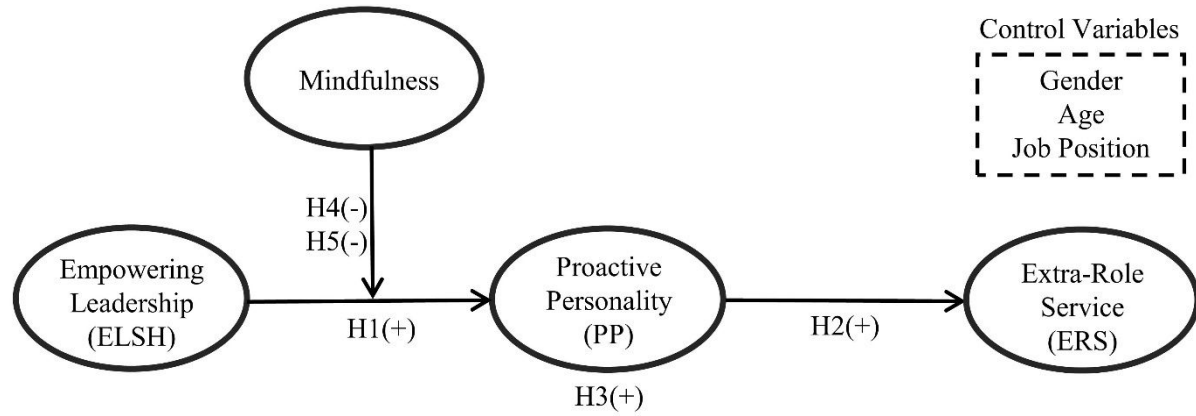 Control Variables
Gender
Age
Job Position
Mindfulness
H4(-)
H5(-)
Empowering
Leadership
(ELSH)
H1(+)
Proactive
Personality
(PP)
H3(+)
H2(+)
Extra-Role
Service
(ERS)